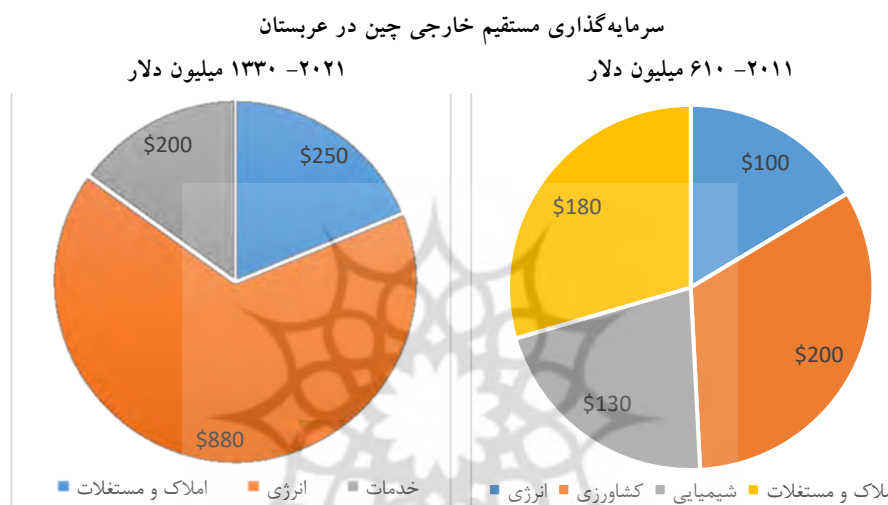 سرمایه‌گذاری مستقیم خارجی چین در عربستان
۲۰۱۱- ۶۱۰ میلیون دلار
$100
$200
$130
$180
انرژی کشاورزی شیمیایی املاک و مستغلات
۲۰۲۱- ۱۳۳۰ میلیون دلار
$250
$880
$200
املاک و مستغلات انرژی خدمات